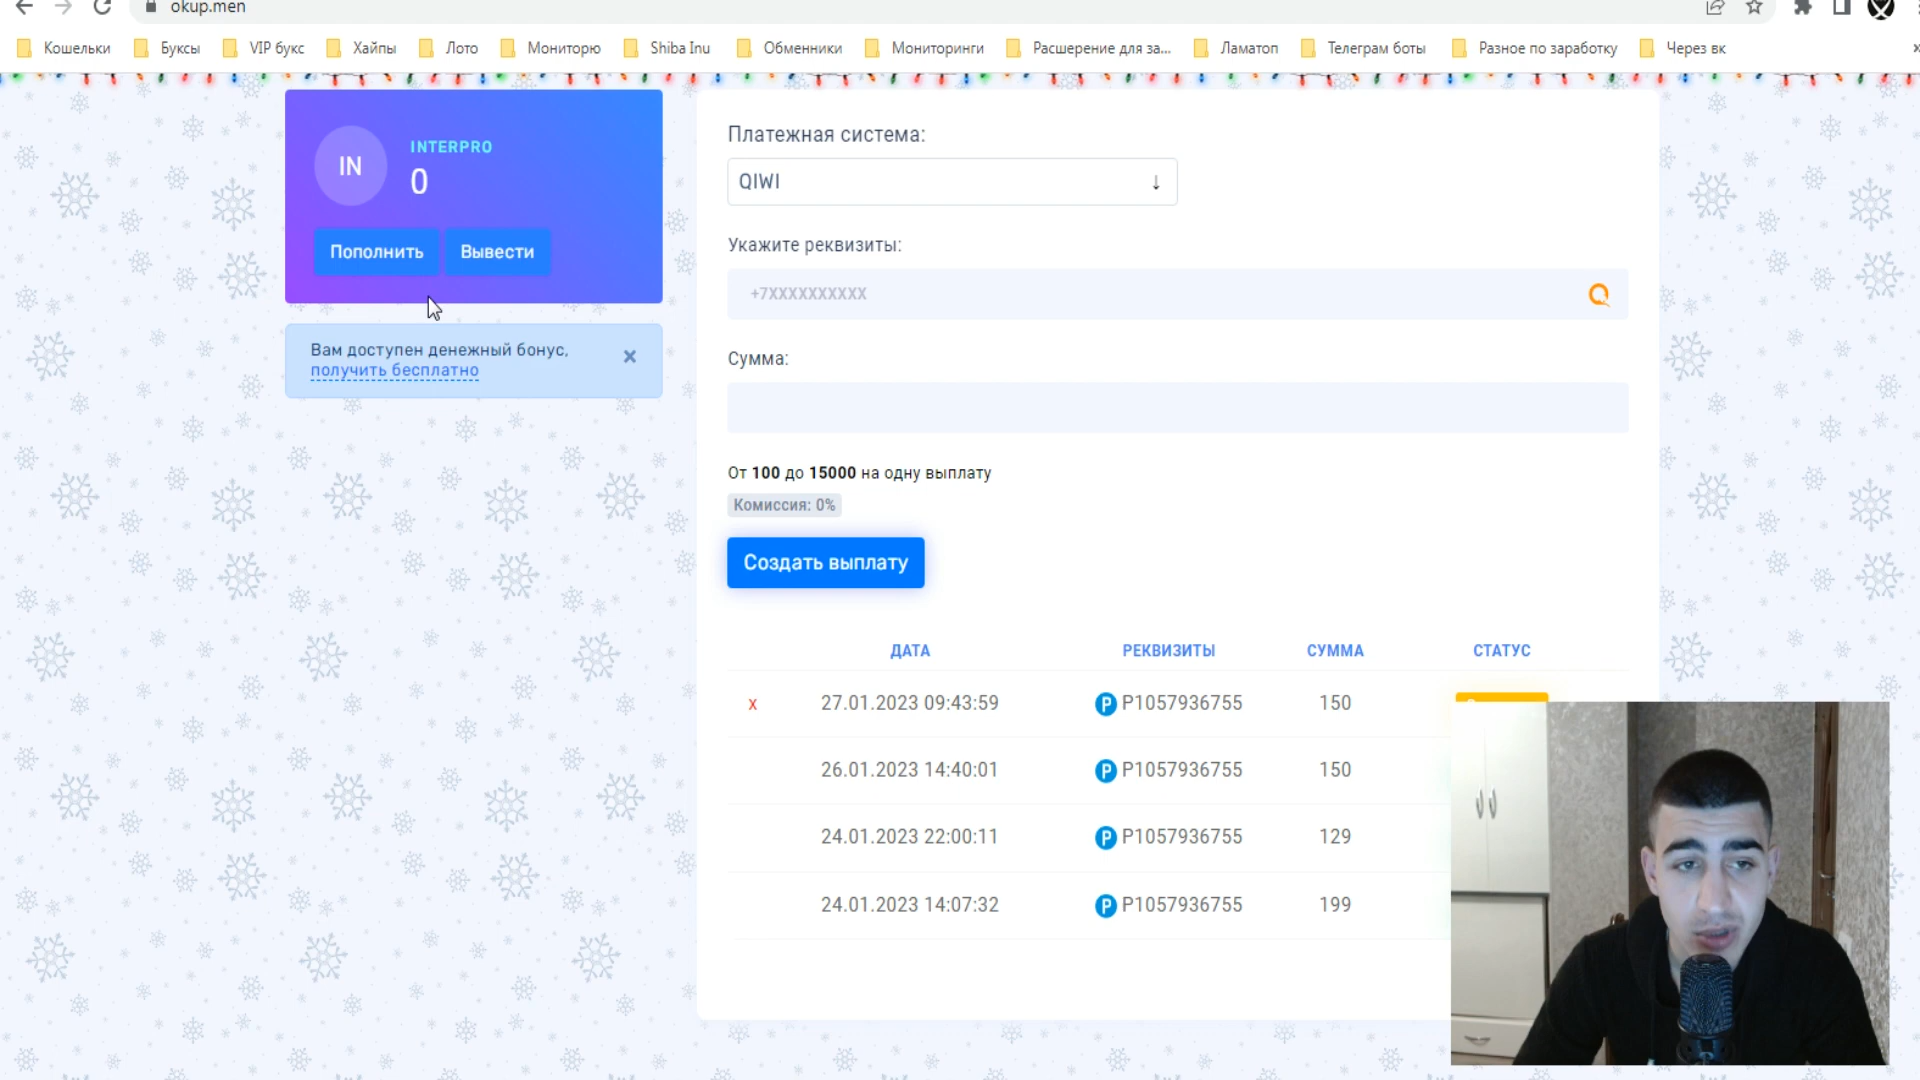 okup.men
Кошельки Буксы VIP букс Хайпы Лото Мониторю Shiba Inu Обменники Мониторинги Расшерение для за... Ламатоп Телеграм боты Разное по заработку Через вк »
IN
INTERPRO
0
Пополнить Вывести
Вам доступен денежный бонус,
получить бесплатно
×
Платежная система:
QIWI ↓
Укажите реквизиты:
+7XXXXXXXXXX
Сумма:
От 100 до 15000 на одну выплату
Комиссия: 0%
Создать выплату
ДАТА РЕКВИЗИТЫ СУММА СТАТУС
x 27.01.2023 09:43:59 P P1057936755 150
26.01.2023 14:40:01 P P1057936755 150
24.01.2023 22:00:11 P P1057936755 129
24.01.2023 14:07:32 P P1057936755 199